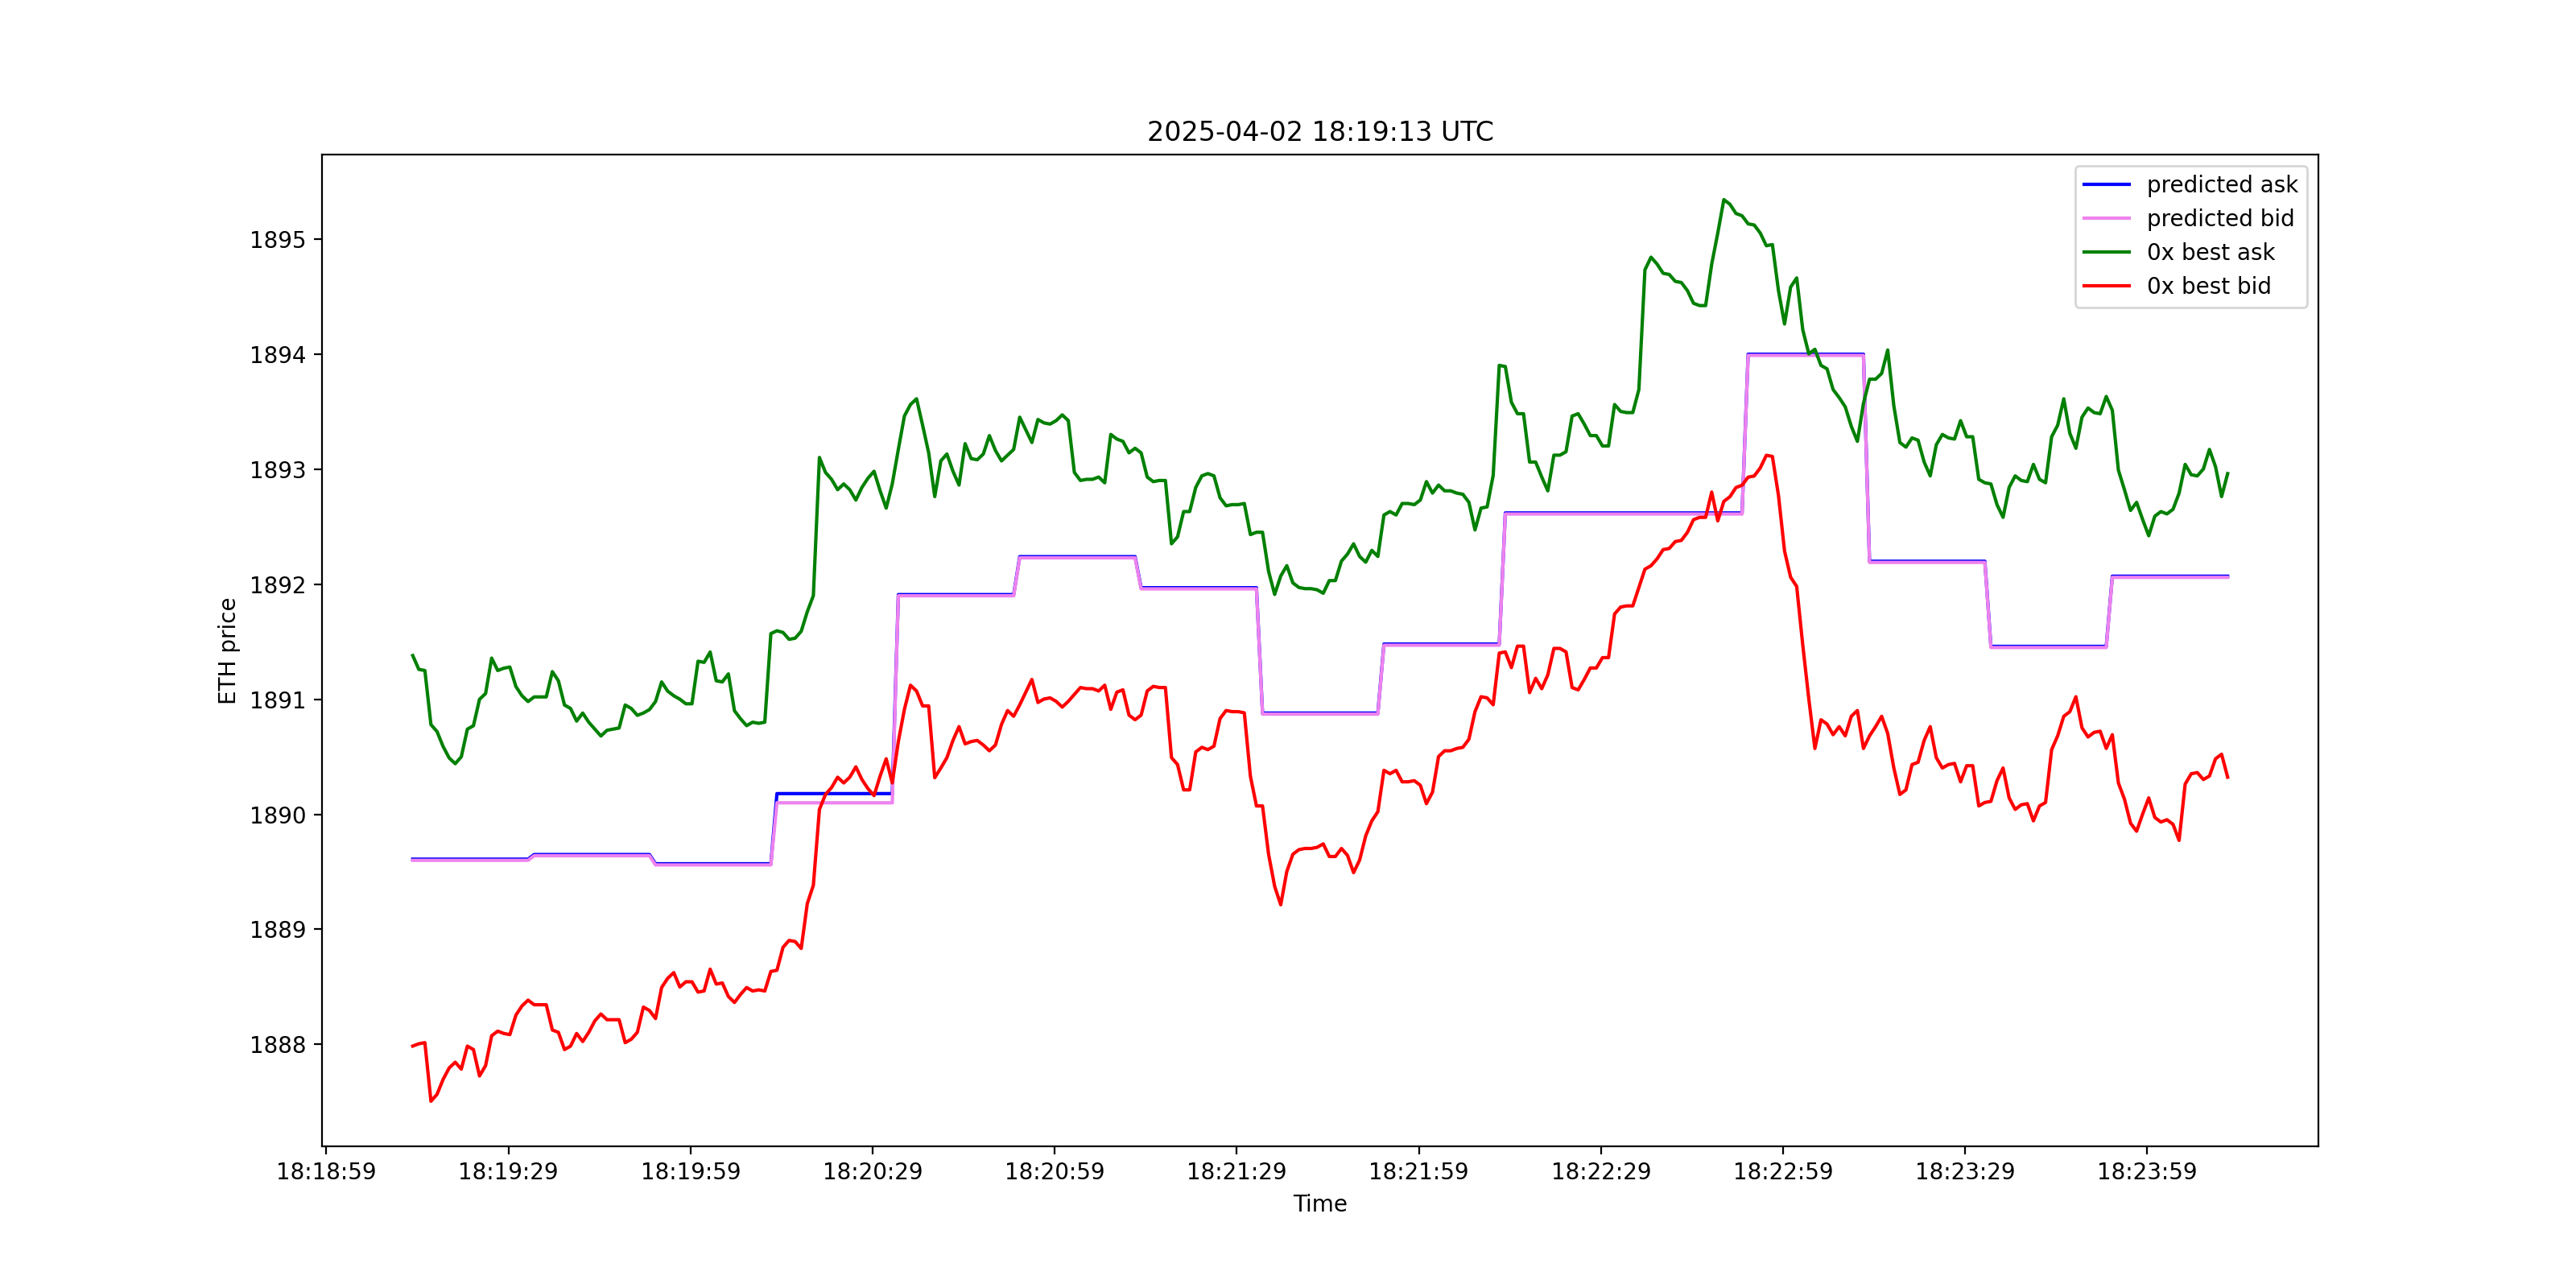 2025-04-02 18:19:13 UTC
predicted ask
predicted bid
0x best ask
0x best bid
1895
1894
1893
1892
1891
1890
1889
1888
ETH price
18:18:59 18:19:29 18:19:59 18:20:29 18:20:59 18:21:29 18:21:59 18:22:29 18:22:59 18:23:29 18:23:59
Time